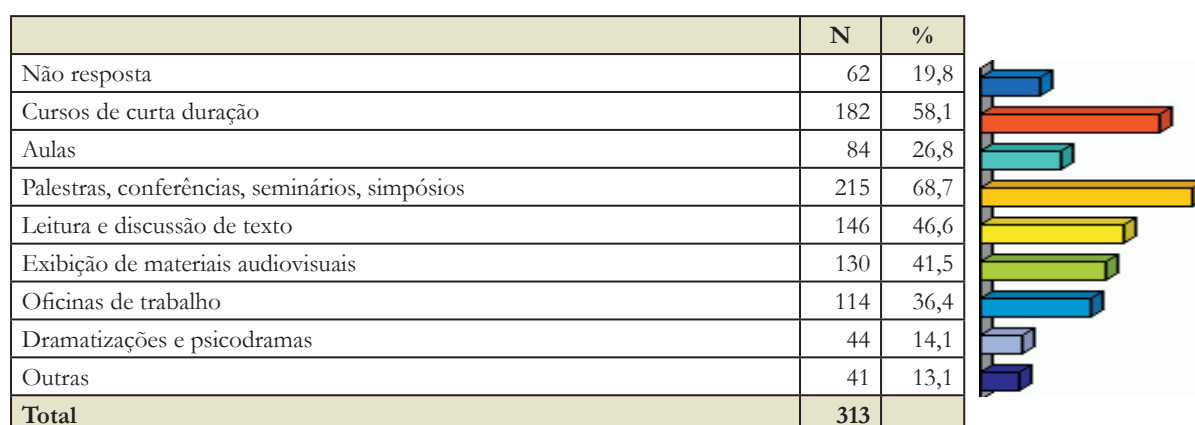 N %
Não resposta 62 19,8
Cursos de curta duração 182 58,1
Aulas 84 26,8
Palestras, conferências, seminários, simpósios 215 68,7
Leitura e discussão de texto 146 46,6
Exibição de materiais audiovisuais 130 41,5
Oficinas de trabalho 114 36,4
Dramatizações e psicodramas 44 14,1
Outras 41 13,1
Total 313